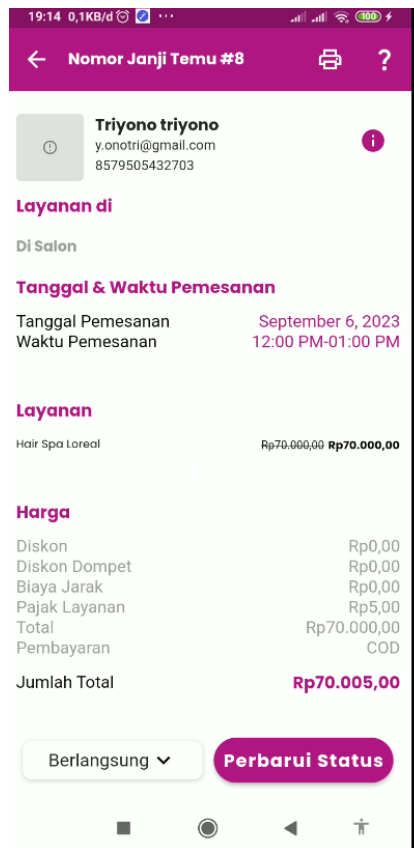 19:14 0,1KB/d ... 100
Nomor Janji Temu #8 ?
Triyono triyono
y.onotri@gmail.com
8579505432703
Layanan di
Di Salon
Tanggal & Waktu Pemesanan
Tanggal Pemesanan September 6, 2023
Waktu Pemesanan 12:00 PM-01:00 PM
Layanan
Hair Spa Loreal Rp70.000,00 Rp70.000,00
Harga
Diskon Rp0,00
Diskon Dompet Rp0,00
Biaya Jarak Rp0,00
Pajak Layanan Rp5,00
Total Rp70.000,00
Pembayaran COD
Jumlah Total Rp70.005,00
Berlangsung Perbarui Status